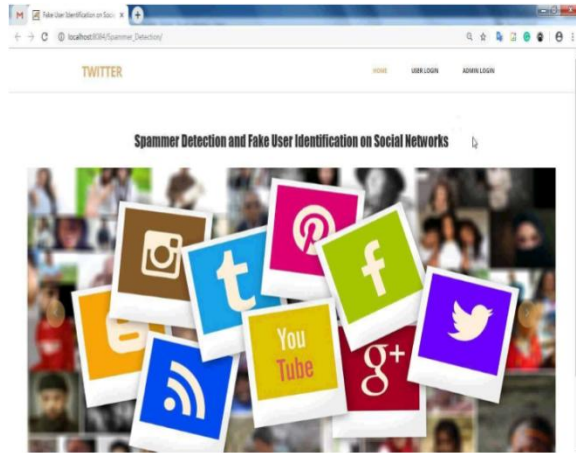 Fake User Identification on Soci
localhost:8084/Spammer_Detection/
TWITTER
HOME
USER LOGIN
ADMIN LOGIN
Spammer Detection and Fake User Identification on Social Networks
You
Tube
g+
t
f